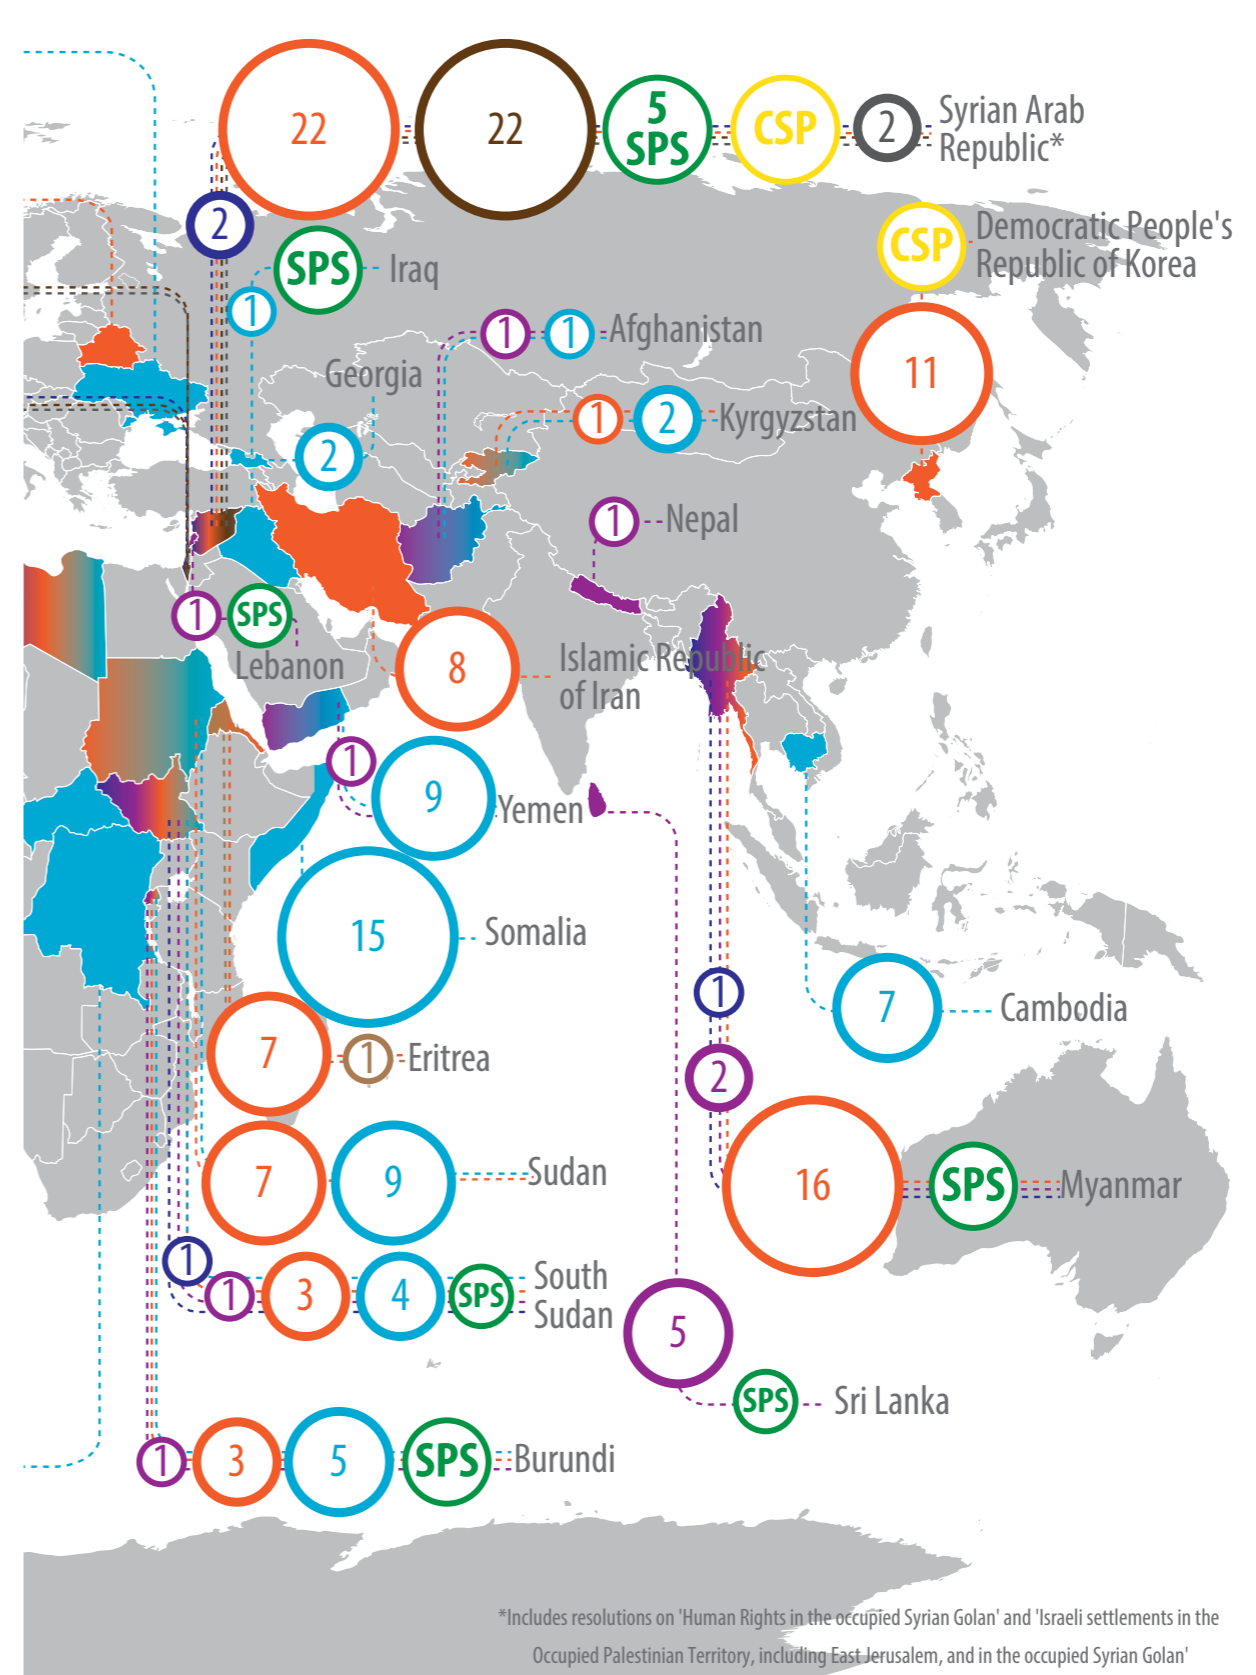 22
22
5
SPS
CSP
2
Syrian Arab
Republic*
2
CSP
Democratic People's
Republic of Korea
SPS
Iraq
1
1
1
Afghanistan
Georgia
11
1
2
Kyrgyzstan
2
1
Nepal
1
SPS
Lebanon
8
Islamic Republic
of Iran
1
9
Yemen
15
Somalia
1
7
Cambodia
7
1
Eritrea
2
7
9
Sudan
16
SPS
Myanmar
1
1
3
4
SPS
South
Sudan
5
SPS
Sri Lanka
1
3
5
SPS
Burundi
*Includes resolutions on 'Human Rights in the occupied Syrian Golan' and 'Israeli settlements in the
Occupied Palestinian Territory, including East Jerusalem, and in the occupied Syrian Golan'